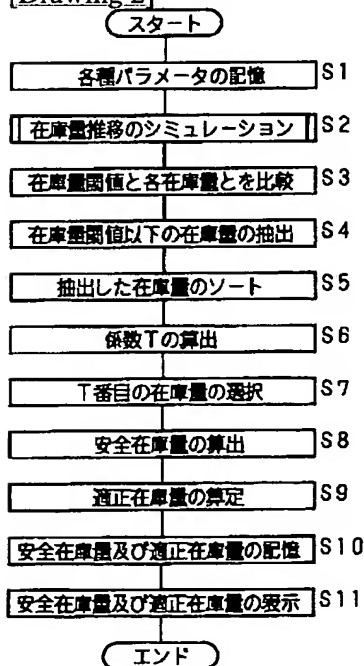 [Drawing 2]
スタート
各種パラメータの記憶 S1
在庫量推移のシミュレーション S2
在庫量閾値と各在庫量とを比較 S3
在庫量閾値以下の在庫量の抽出 S4
抽出した在庫量のソート S5
係数Tの算出 S6
T番目の在庫量の選択 S7
安全在庫量の算出 S8
適正在庫量の算定 S9
安全在庫量及び適正在庫量の記憶 S10
安全在庫量及び適正在庫量の表示 S11
エンド